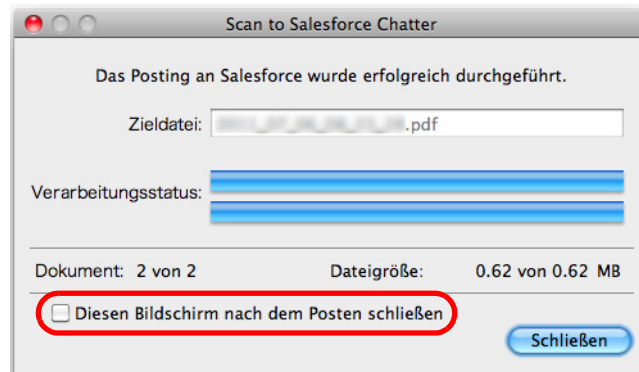 Scan to Salesforce Chatter
Das Posting an Salesforce wurde erfolgreich durchgeführt.
Zieldatei: .pdf
Verarbeitungsstatus:
Dokument: 2 von 2 Dateigröße: 0.62 von 0.62 MB
Diesen Bildschirm nach dem Posten schließen
Schließen